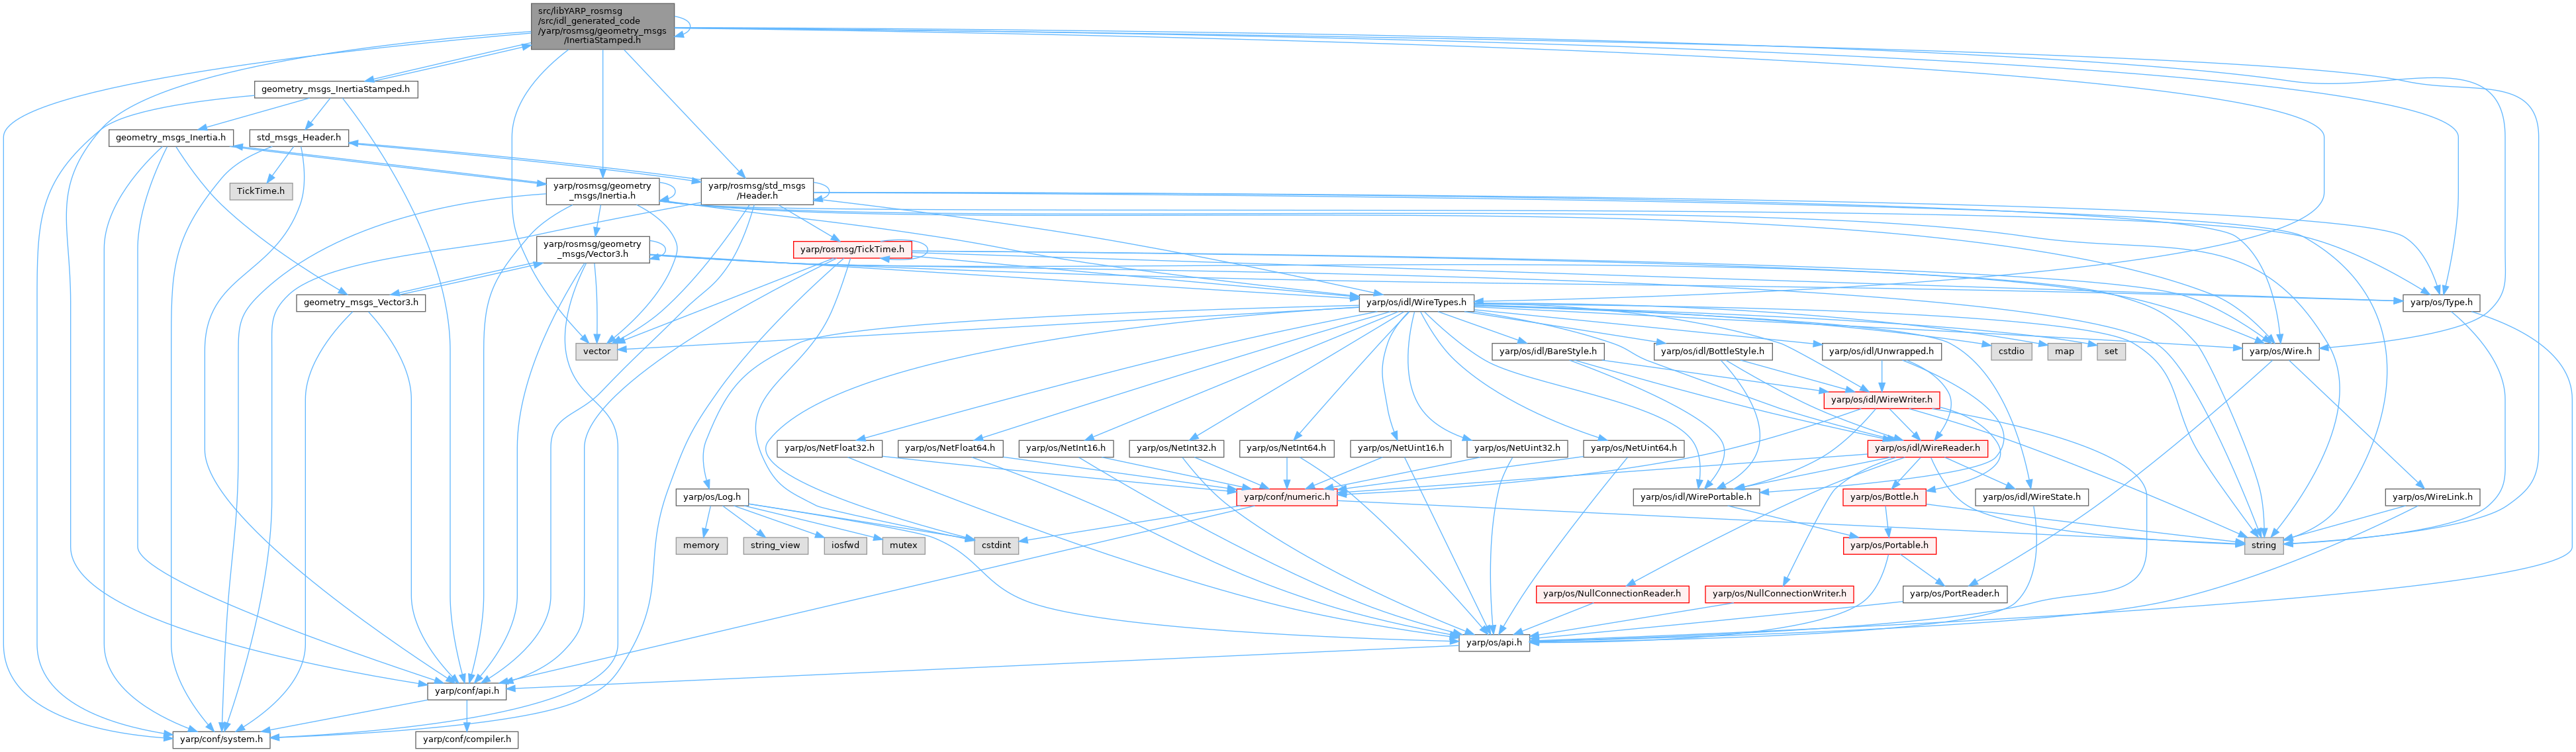 src/libYARP_rosmsg
/src/idl_generated_code
/yarp/rosmsg/geometry_msgs
/InertiaStamped.h
geometry_msgs_InertiaStamped.h
geometry_msgs_Inertia.h
std_msgs_Header.h
TickTime.h
yarp/rosmsg/geometry
_msgs/Inertia.h
yarp/rosmsg/std_msgs
/Header.h
yarp/rosmsg/geometry
_msgs/Vector3.h
yarp/rosmsg/TickTime.h
geometry_msgs_Vector3.h
yarp/os/idl/WireTypes.h
yarp/os/Type.h
vector
yarp/os/idl/BareStyle.h
yarp/os/idl/BottleStyle.h
yarp/os/idl/Unwrapped.h
cstdio
map
set
yarp/os/Wire.h
yarp/os/idl/WireWriter.h
yarp/os/NetFloat32.h
yarp/os/NetFloat64.h
yarp/os/NetInt16.h
yarp/os/NetInt32.h
yarp/os/NetInt64.h
yarp/os/NetUint16.h
yarp/os/NetUint32.h
yarp/os/NetUint64.h
yarp/os/idl/WireReader.h
yarp/os/Log.h
yarp/conf/numeric.h
yarp/os/idl/WirePortable.h
yarp/os/Bottle.h
yarp/os/idl/WireState.h
yarp/os/WireLink.h
memory
string_view
iosfwd
mutex
cstdint
yarp/os/Portable.h
string
yarp/os/NullConnectionReader.h
yarp/os/NullConnectionWriter.h
yarp/os/PortReader.h
yarp/os/api.h
yarp/conf/api.h
yarp/conf/system.h
yarp/conf/compiler.h